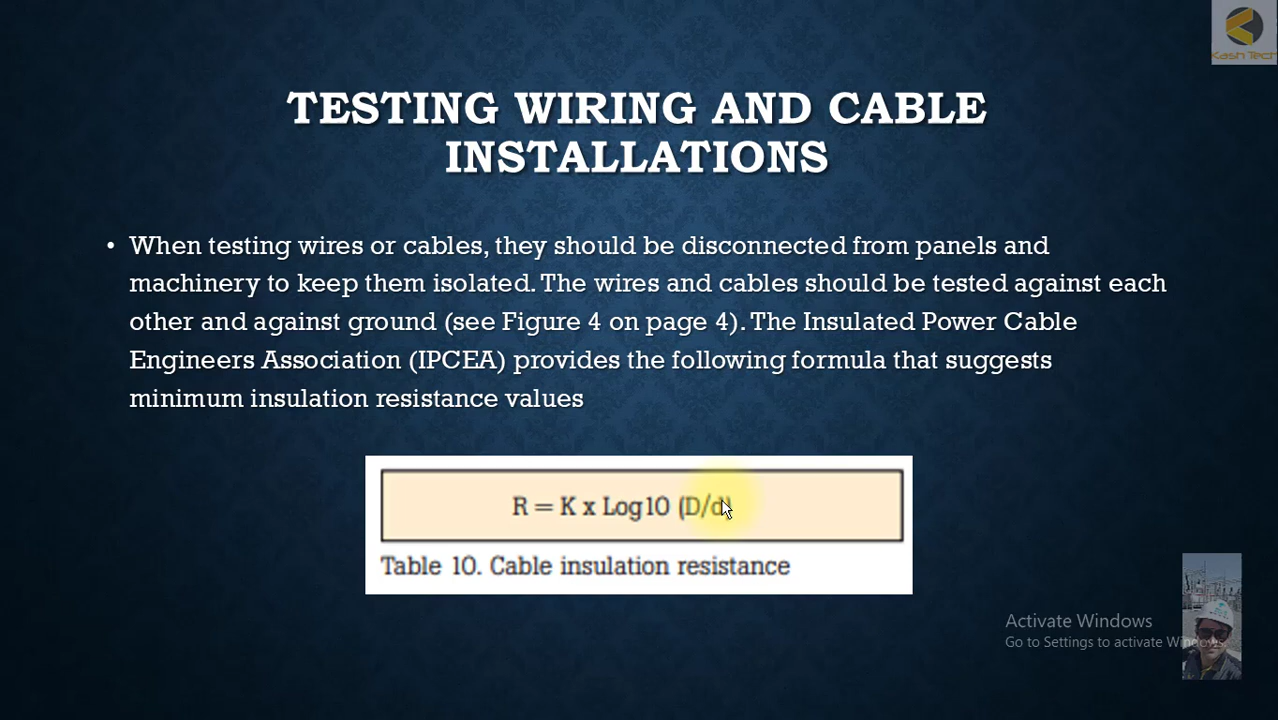 Kash Tech
TESTING WIRING AND CABLE
INSTALLATIONS
• When testing wires or cables, they should be disconnected from panels and
machinery to keep them isolated. The wires and cables should be tested against each
other and against ground (see Figure 4 on page 4). The Insulated Power Cable
Engineers Association (IPCEA) provides the following formula that suggests
minimum insulation resistance values
R = K x Log10 (D/d)
Table 10. Cable insulation resistance
Activate Windows
Go to Settings to activate Windows.